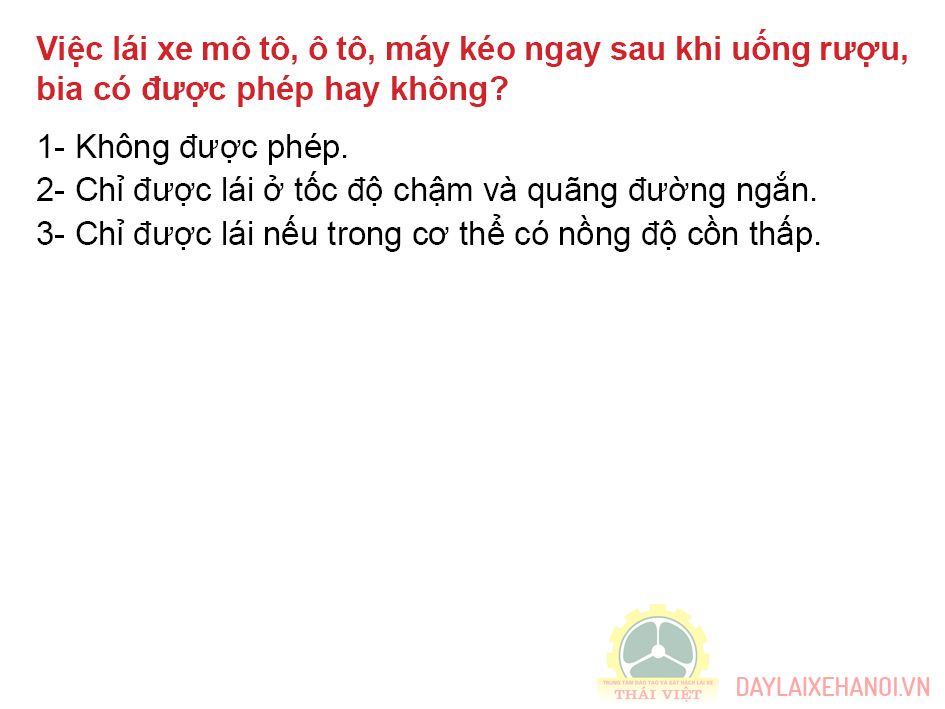 Việc lái xe mô tô, ô tô, máy kéo ngay sau khi uống rượu,
bia có được phép hay không?
1- Không được phép.
2- Chỉ được lái ở tốc độ chậm và quãng đường ngắn.
3- Chỉ được lái nếu trong cơ thể có nồng độ cồn thấp.
TRUNG TÂM ĐÀO TẠO VÀ SÁT HẠCH LÁI XE
THÁI VIỆT
DAYLAIXEHANOI.VN